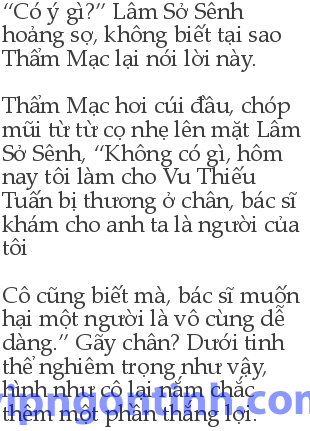 “Có ý gì?” Lâm Sở Sênh
hoảng sợ, không biết tại sao
Thẩm Mạc lại nói lời này.
Thẩm Mạc hơi cúi đầu, chóp
mũi từ từ cọ nhẹ lên mặt Lâm
Sở Sênh, “Không có gì, hôm
nay tôi làm cho Vu Thiếu
Tuấn bị thương ở chân, bác sĩ
khám cho anh ta là người của
tôi
Cô cũng biết mà, bác sĩ muốn
hại một người là vô cùng dễ
dàng.” Gãy chân? Dưới tinh
thể nghiêm trọng như vậy,
hình như cô lại nắm chắc
thêm một phần thắng lợi.
vipngontinh.com